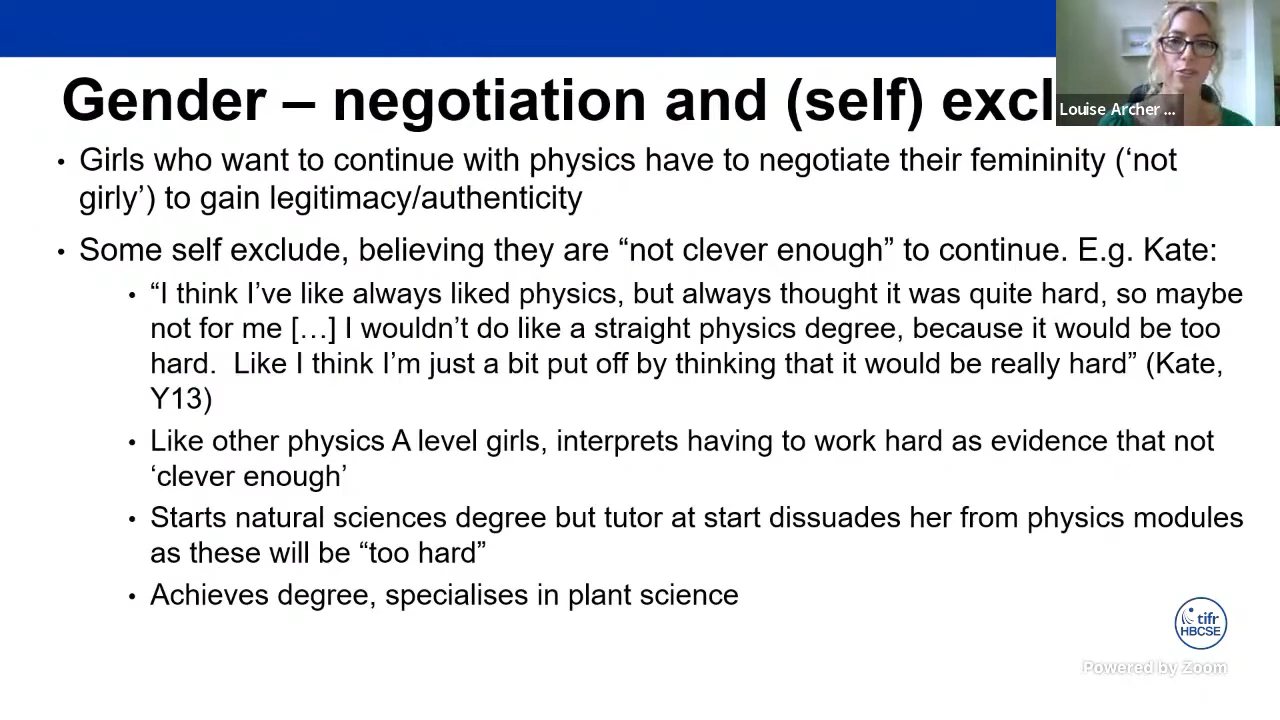 Gender – negotiation and (self) excl
Louise Archer ...
• Girls who want to continue with physics have to negotiate their femininity (‘not
girly’) to gain legitimacy/authenticity
• Some self exclude, believing they are “not clever enough” to continue. E.g. Kate:
• “I think I’ve like always liked physics, but always thought it was quite hard, so maybe
not for me […] I wouldn’t do like a straight physics degree, because it would be too
hard.  Like I think I’m just a bit put off by thinking that it would be really hard” (Kate,
Y13)
• Like other physics A level girls, interprets having to work hard as evidence that not
‘clever enough’
• Starts natural sciences degree but tutor at start dissuades her from physics modules
as these will be “too hard”
• Achieves degree, specialises in plant science
tifr
HBCSE
Powered by Zoom